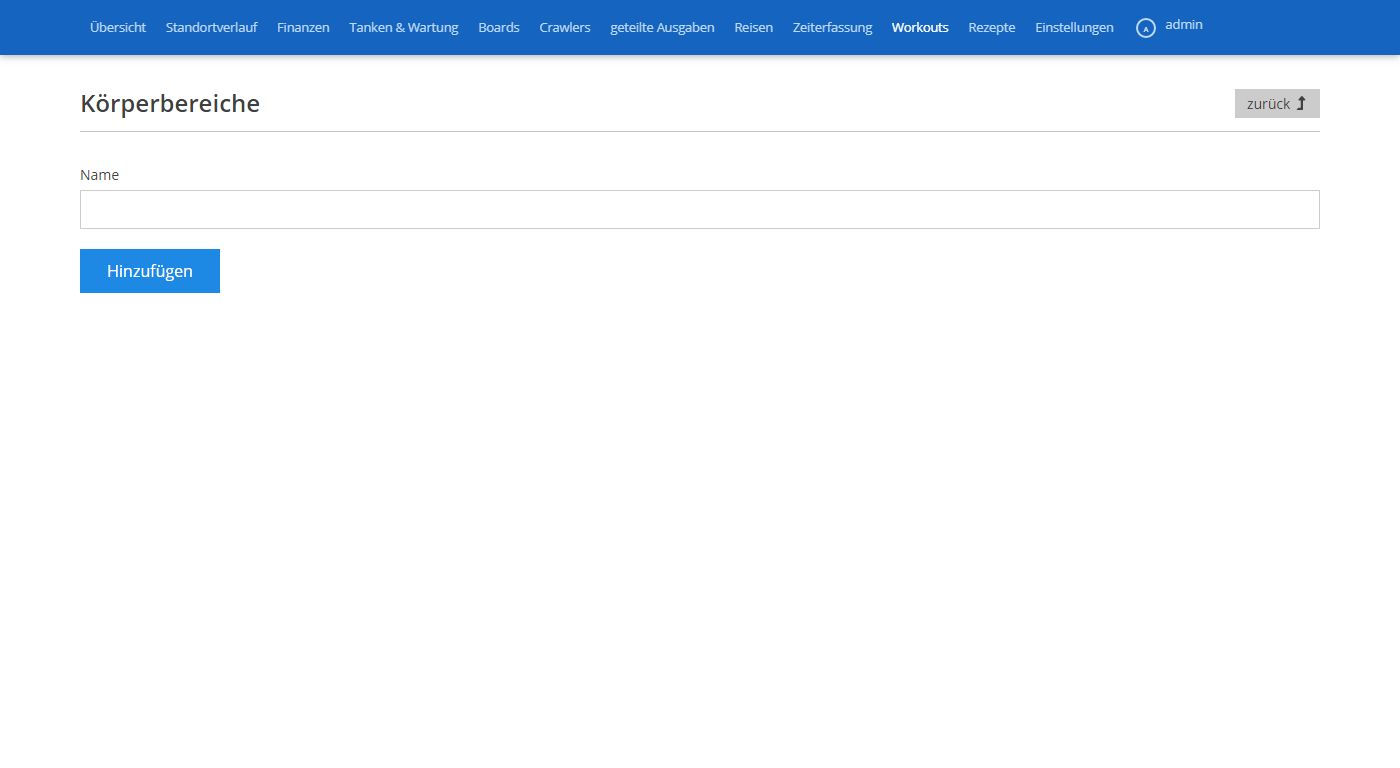 Übersicht Standortverlauf Finanzen Tanken & Wartung Boards Crawlers geteilte Ausgaben Reisen Zeiterfassung Workouts Rezepte Einstellungen A admin
Körperbereiche zurück
Name
Hinzufügen